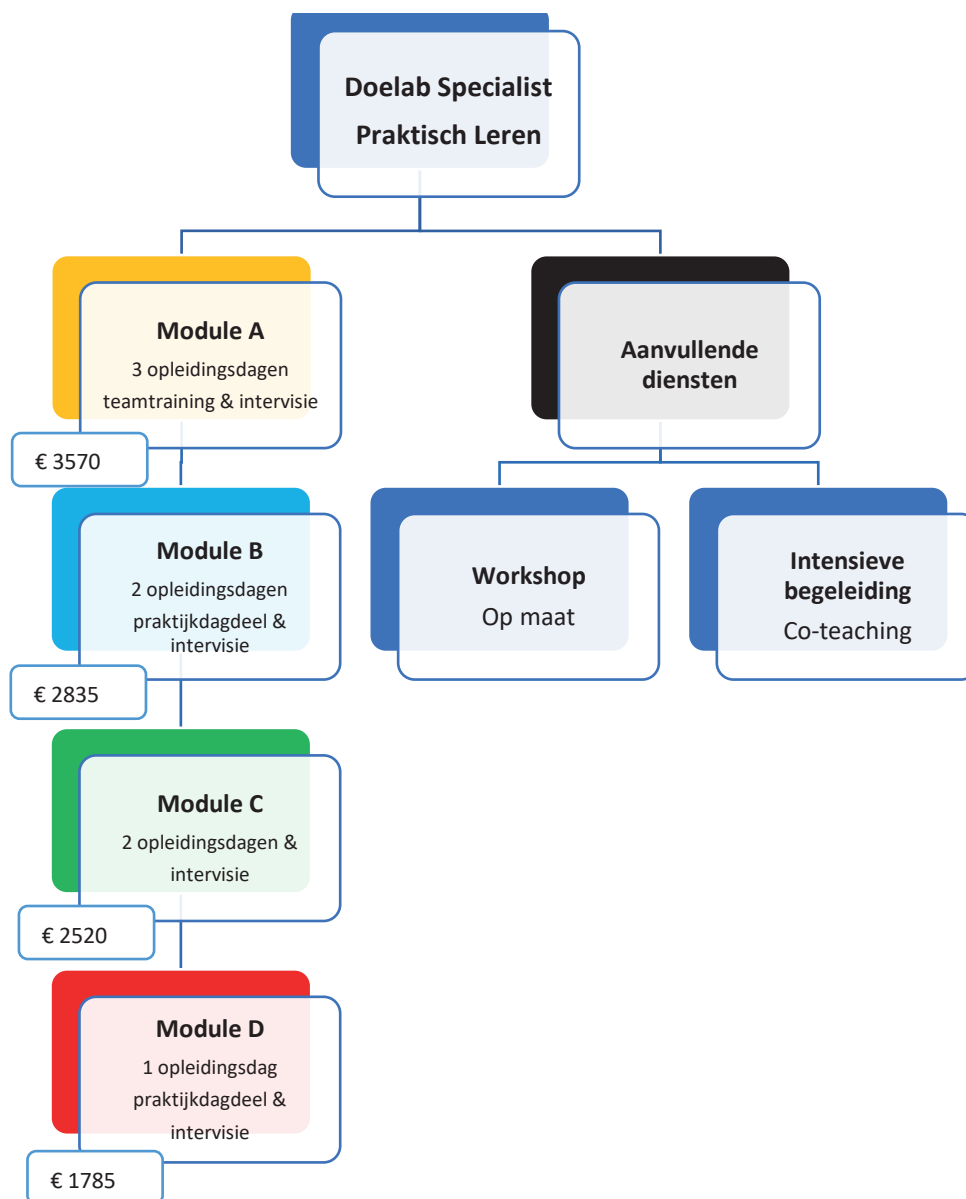 Doelab Specialist
Praktisch Leren
Module A
3 opleidingsdagen
teamtraining & intervisie
€ 3570
Module B
2 opleidingsdagen
praktijkdagdeel &
intervisie
€ 2835
Module C
2 opleidingsdagen &
intervisie
€ 2520
Module D
1 opleidingsdag
praktijkdagdeel &
intervisie
€ 1785
Aanvullende
diensten
Workshop
Op maat
Intensieve
begeleiding
Co-teaching